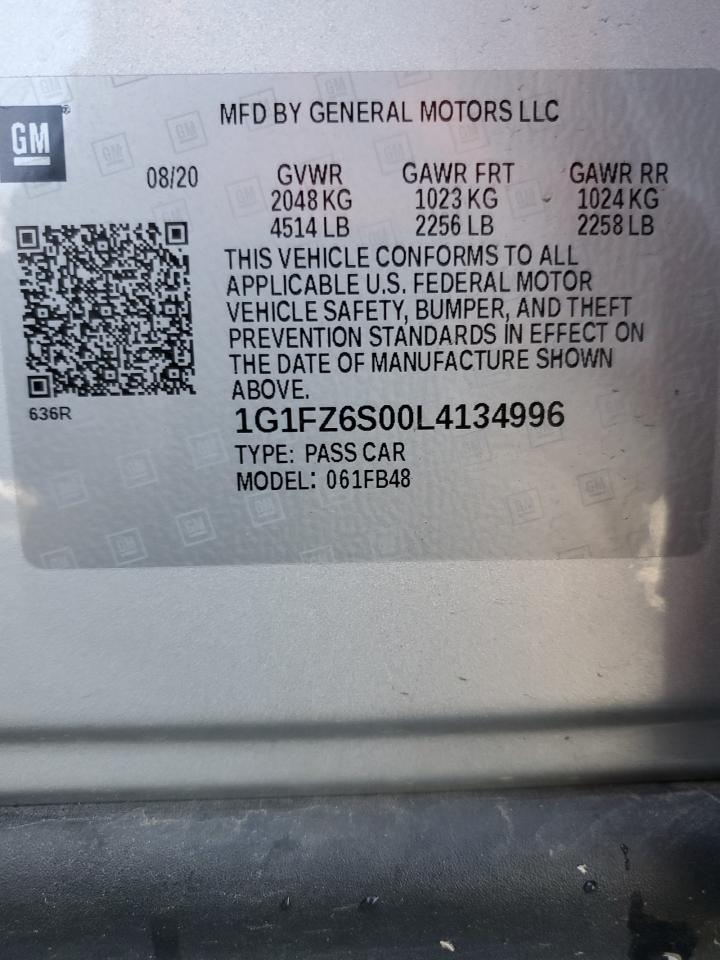 MFD BY GENERAL MOTORS LLC
GM
08/20
GVWR GAWR FRT GAWR RR
2048 KG 1023 KG 1024 KG
4514 LB 2256 LB 2258 LB
THIS VEHICLE CONFORMS TO ALL
APPLICABLE U.S. FEDERAL MOTOR
VEHICLE SAFETY, BUMPER, AND THEFT
PREVENTION STANDARDS IN EFFECT ON
THE DATE OF MANUFACTURE SHOWN
ABOVE.
636R
1G1FZ6S00L4134996
TYPE: PASS CAR
MODEL: 061FB48